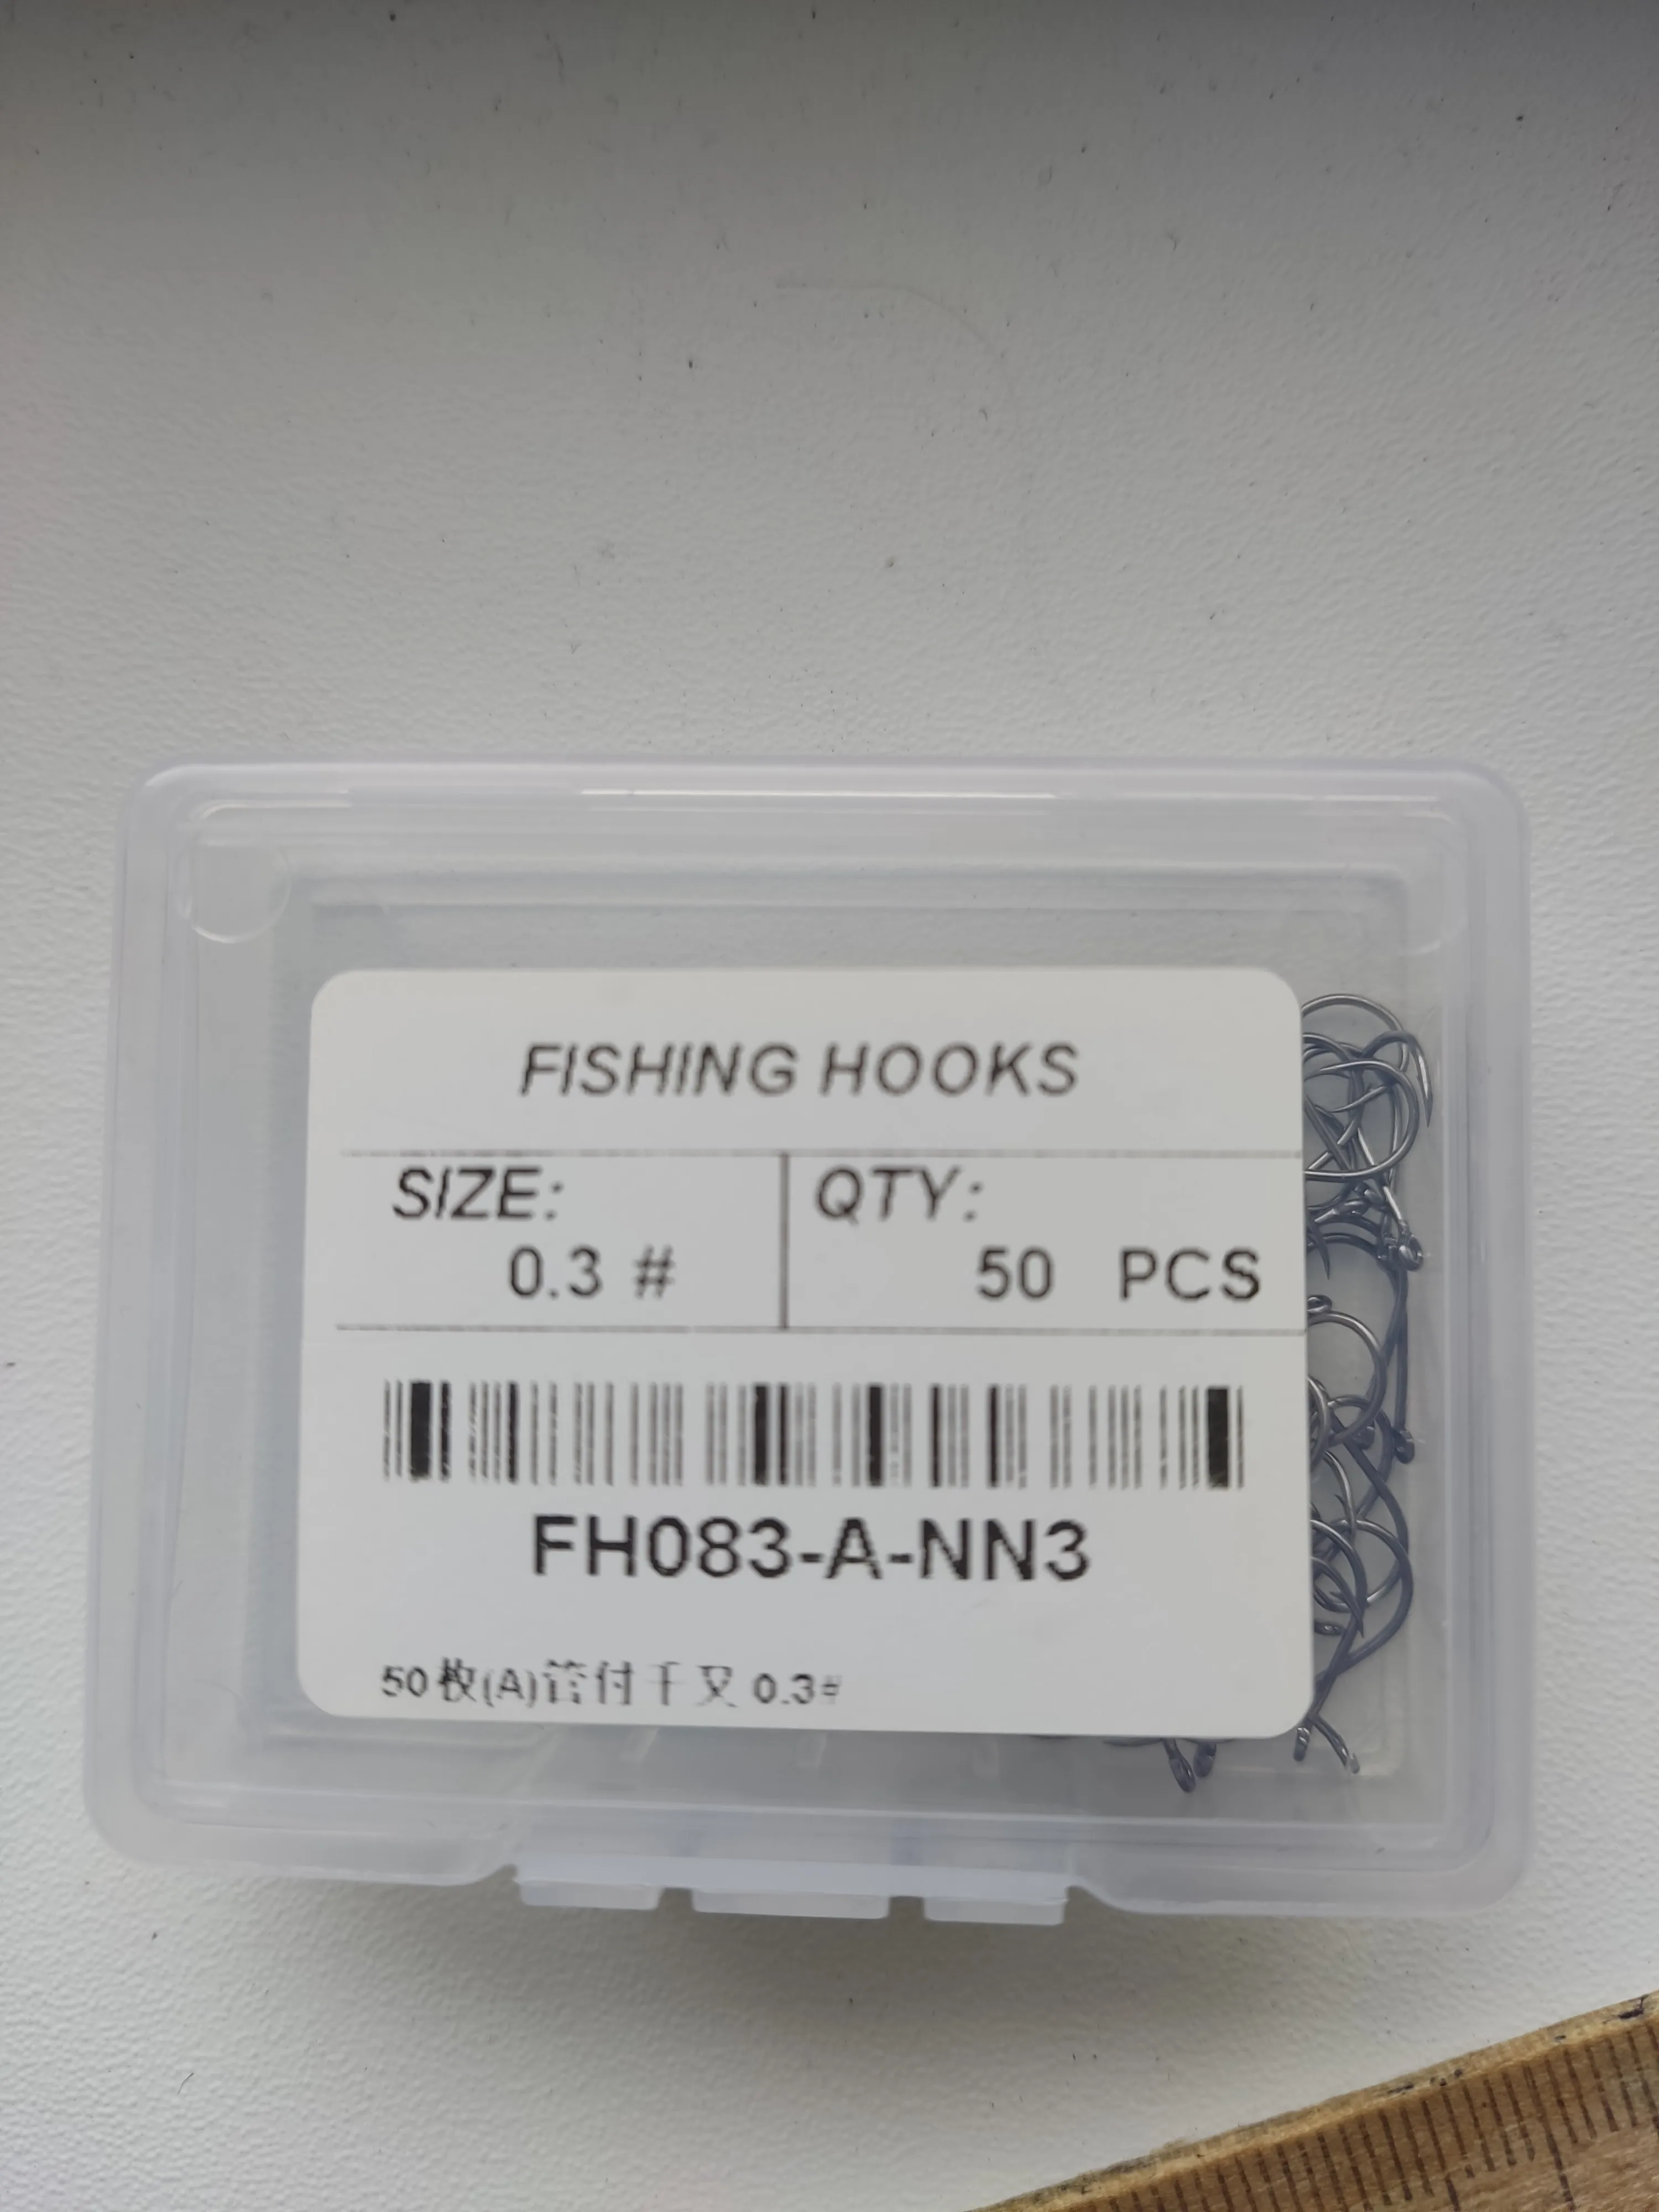 FISHING HOOKS
SIZE: QTY:
0.3 # 50 PCS
FH083-A-NN3
50枚(A)管付千又 0.3#